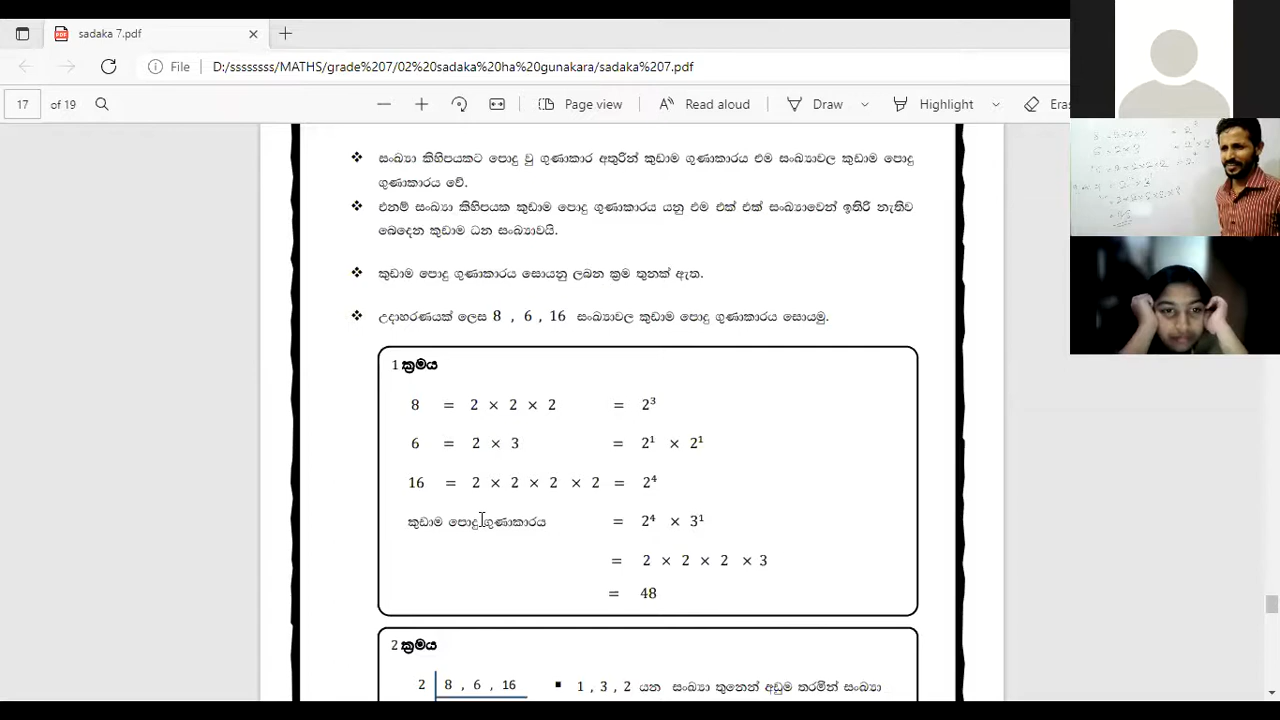 sadaka 7.pdf
File D:/ssssssss/MATHS/grade%207/02%20sadaka%20ha%20gunakara/sadaka%207.pdf
17 of 19 Page view Read aloud Draw Highlight Eras
❖ සංඛ්‍යා කිහිපයකට පොදු වු ගුණාකාර අතුරින් කුඩාම ගුණාකාරය එම සංඛ්‍යාවල කුඩාම පොදු
ගුණාකාරය වේ.
❖ එනම් සංඛ්‍යා කිහිපයක කුඩාම පොදු ගුණාකාරය යනු එම එක් එක් සංඛ්‍යාවෙන් ඉතිරි නැතිව
බෙදෙන කුඩාම ධන සංඛ්‍යාවයි.
❖ කුඩාම පොදු ගුණාකාරය සොයනු ලබන ක්‍රම තුනක් ඇත.
❖ උදාහරණයක් ලෙස 8 , 6 , 16 සංඛ්‍යාවල කුඩාම පොදු ගුණාකාරය සොයමු.
1 ක්‍රමය
8 = 2 × 2 × 2 = 2³
6 = 2 × 3 = 2¹ × 2¹
16 = 2 × 2 × 2 × 2 = 2⁴
කුඩාම පොදු ගුණාකාරය = 2⁴ × 3¹
= 2 × 2 × 2 × 3
= 48
2 ක්‍රමය
2 8 , 6 , 16 ▪ 1 , 3 , 2 යන සංඛ්‍යා තුනෙන් අඩුම තරමින් සංඛ්‍යා